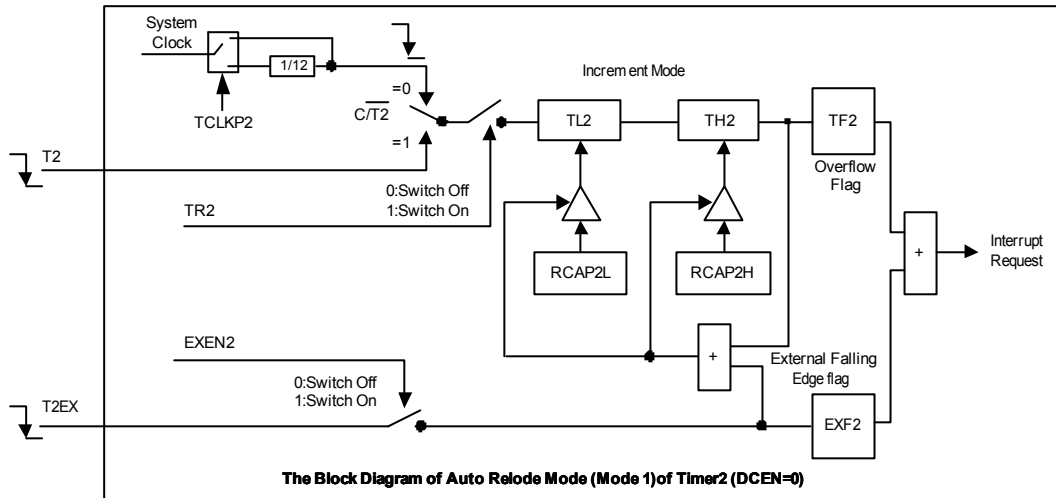 System
Clock
1/12
TCLKP2
=0
C/T2
=1
Increment Mode
TL2
TH2
TF2
Overflow
Flag
T2
0:Switch Off
1:Switch On
TR2
RCAP2L
RCAP2H
+
Interrupt
Request
EXEN2
0:Switch Off
1:Switch On
+
External Falling
Edge flag
T2EX
EXF2
The Block Diagram of Auto Relode Mode (Mode 1)of Timer2 (DCEN=0)